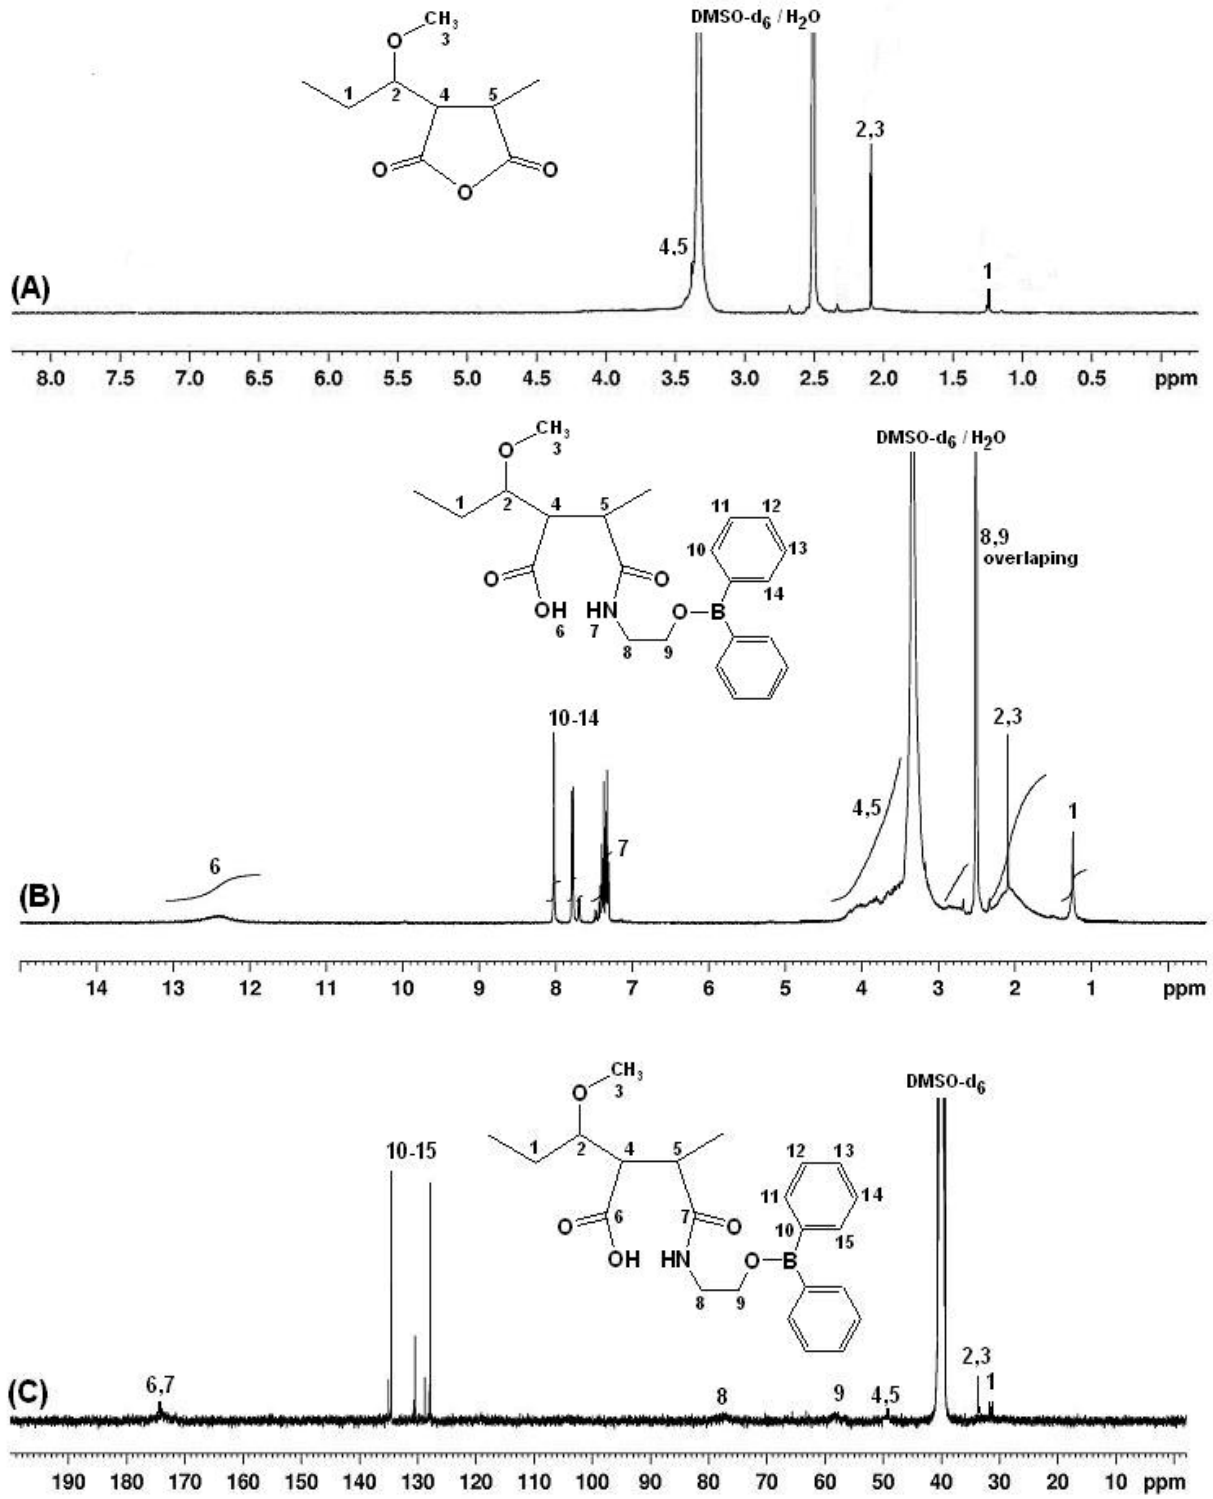 DMSO-d6 / H2O
CH3
O
3
1
2
4
5
O
O
O
2,3
4,5
1
(A)
8.0 7.5 7.0 6.5 6.0 5.5 5.0 4.5 4.0 3.5 3.0 2.5 2.0 1.5 1.0 0.5 ppm
DMSO-d6 / H2O
CH3
O
3
1
2
4
5
11
12
10
13
14
8,9
overlaping
O
O
OH
HN
O
B
6
7
8
9
10-14
2,3
4,5
1
6
7
(B)
14 13 12 11 10 9 8 7 6 5 4 3 2 1 ppm
DMSO-d6
CH3
O
3
1
2
4
5
10-15
12
13
11
14
10
15
6
7
O
O
OH
HN
O
B
8
9
2,3
6,7
8
9
4,5
1
(C)
190 180 170 160 150 140 130 120 110 100 90 80 70 60 50 40 30 20 10 ppm